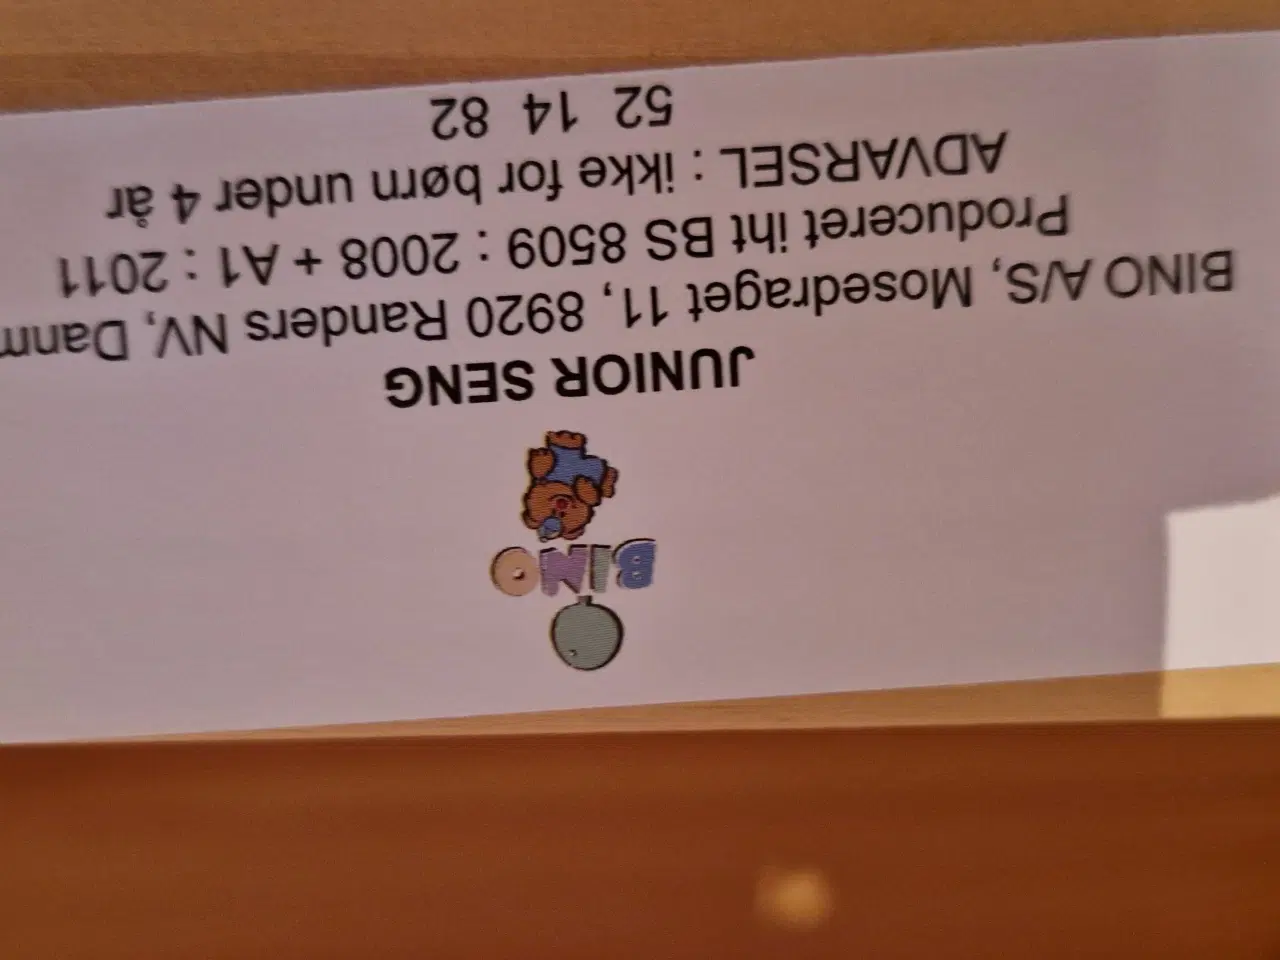 BINO
JUNIOR SENG
BINO A/S, Mosedraget 11, 8920 Randers NV, Danm
Produceret iht BS 8509 : 2008 + A1 : 2011
ADVARSEL : ikke for børn under 4 år
52 14 82